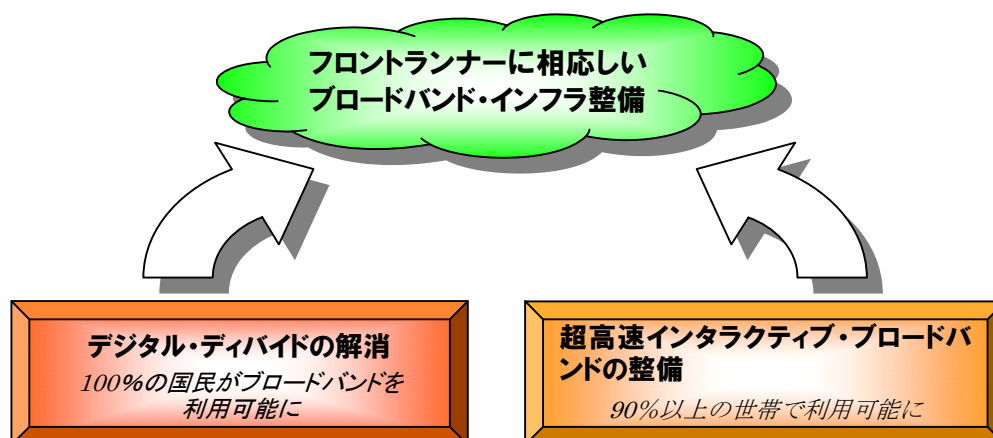 フロントランナーに相応しい
ブロードバンド・インフラ整備
デジタル・ディバイドの解消
100%の国民がブロードバンドを
利用可能に
超高速インタラクティブ・ブロードバ
ンドの整備
90%以上の世帯で利用可能に